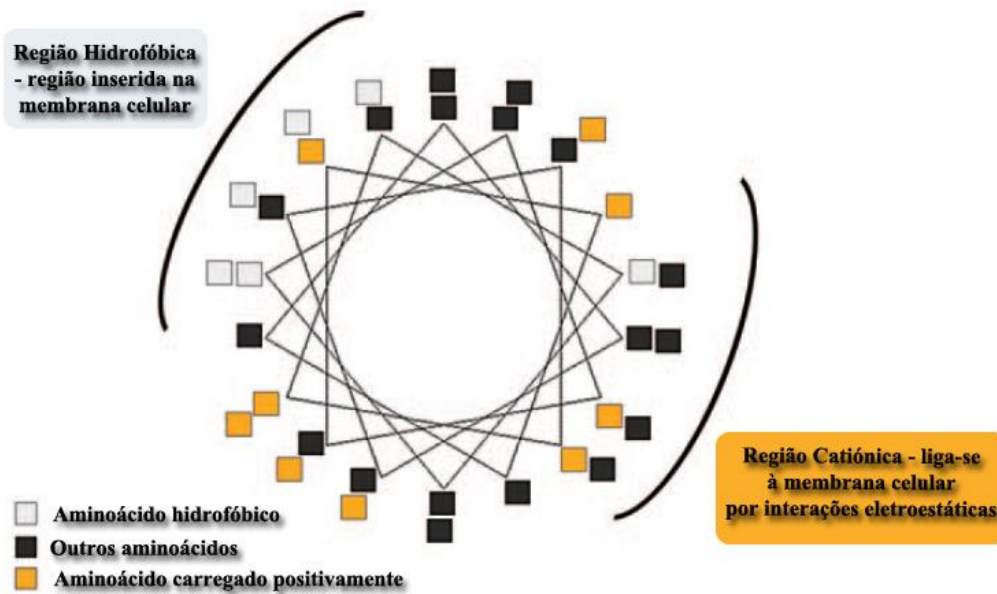 Região Hidrofóbica
- região inserida na
membrana celular
Região Catiónica - liga-se
à membrana celular
por interações eletroestáticas
Aminoácido hidrofóbico
Outros aminoácidos
Aminoácido carregado positivamente